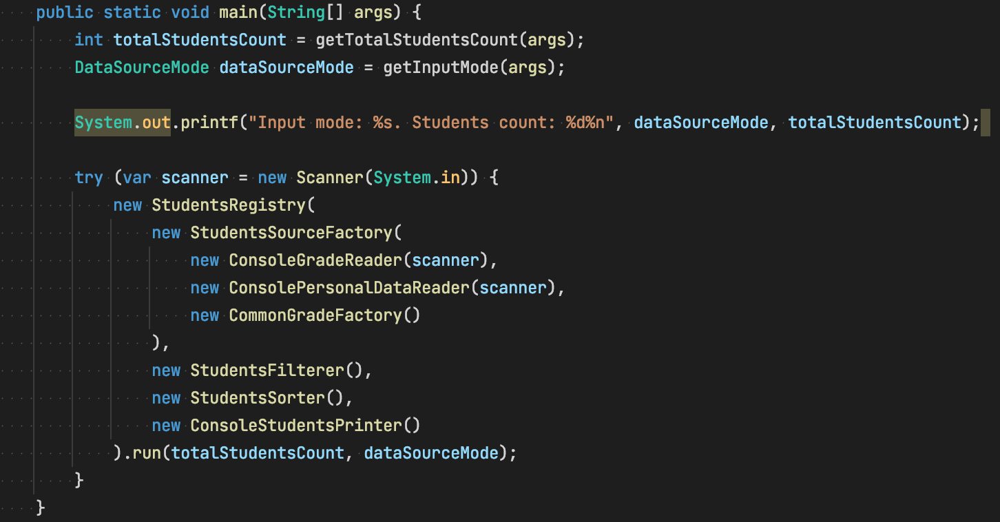 public static void main(String[] args) {
int totalStudentsCount = getTotalStudentsCount(args);
DataSourceMode dataSourceMode = getInputMode(args);
System.out.printf("Input mode: %s. Students count: %d%n", dataSourceMode, totalStudentsCount);
try (var scanner = new Scanner(System.in)) {
new StudentsRegistry(
new StudentsSourceFactory(
new ConsoleGradeReader(scanner),
new ConsolePersonalDataReader(scanner),
new CommonGradeFactory()
),
new StudentsFilterer(),
new StudentsSorter(),
new ConsoleStudentsPrinter()
).run(totalStudentsCount, dataSourceMode);
}
}